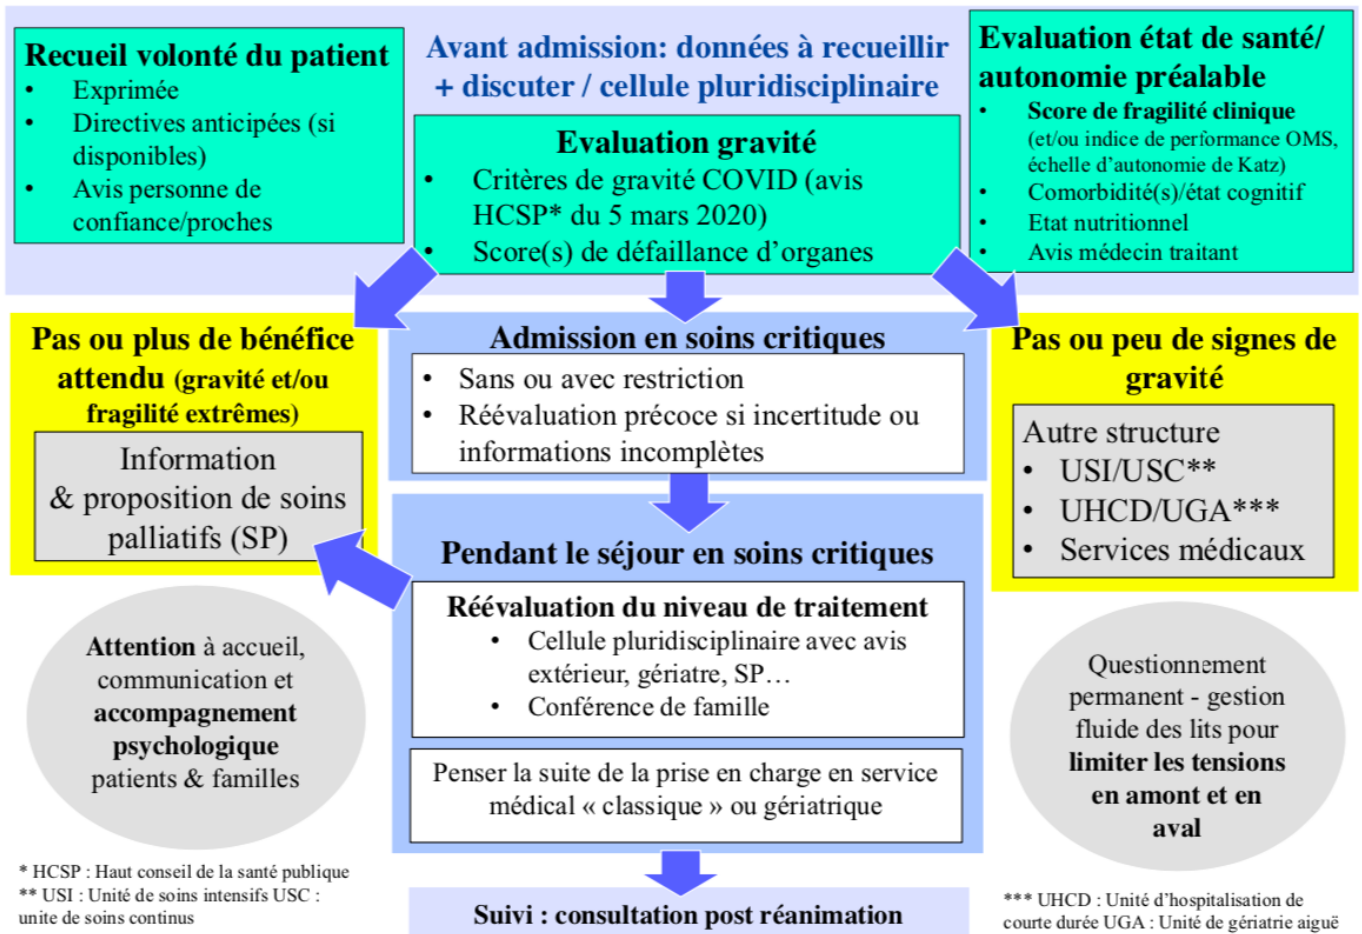 Recueil volonté du patient
• Exprimée
• Directives anticipées (si
disponibles)
• Avis personne de
confiance/proches
Avant admission: données à recueillir
+ discuter / cellule pluridisciplinaire
Evaluation gravité
• Critères de gravité COVID (avis
HCSP* du 5 mars 2020)
• Score(s) de défaillance d’organes
Evaluation état de santé/
autonomie préalable
• Score de fragilité clinique
(et/ou indice de performance OMS,
échelle d’autonomie de Katz)
• Comorbidité(s)/état cognitif
• Etat nutritionnel
• Avis médecin traitant
Pas ou plus de bénéfice
attendu (gravité et/ou
fragilité extrêmes)
Information
& proposition de soins
palliatifs (SP)
Admission en soins critiques
• Sans ou avec restriction
• Réévaluation précoce si incertitude ou
informations incomplètes
Pas ou peu de signes de
gravité
Autre structure
• USI/USC**
• UHCD/UGA***
• Services médicaux
Pendant le séjour en soins critiques
Réévaluation du niveau de traitement
• Cellule pluridisciplinaire avec avis
extérieur, gériatre, SP…
• Conférence de famille
Penser la suite de la prise en charge en service
médical « classique » ou gériatrique
Attention à accueil,
communication et
accompagnement
psychologique
patients & familles
Questionnement
permanent - gestion
fluide des lits pour
limiter les tensions
en amont et en
aval
Suivi : consultation post réanimation
* HCSP : Haut conseil de la santé publique
** USI : Unité de soins intensifs USC :
unite de soins continus
*** UHCD : Unité d’hospitalisation de
courte durée UGA : Unité de gériatrie aiguë